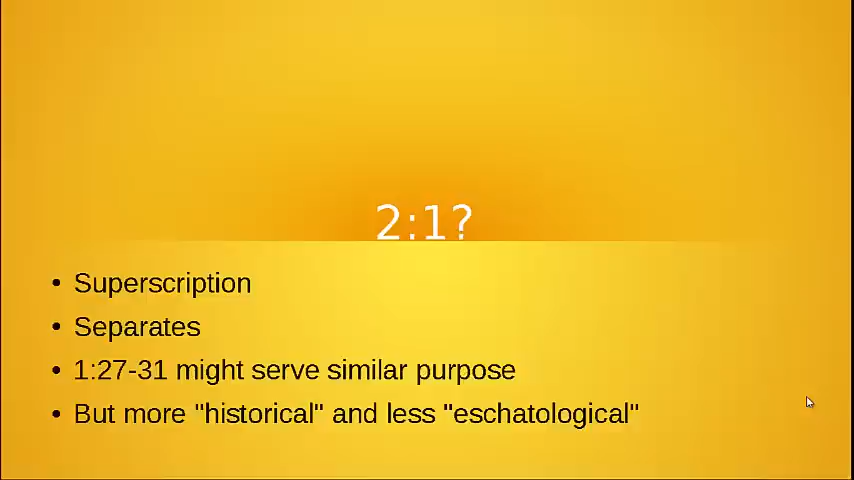 2:1?
• Superscription
• Separates
• 1:27-31 might serve similar purpose
• But more "historical" and less "eschatological"